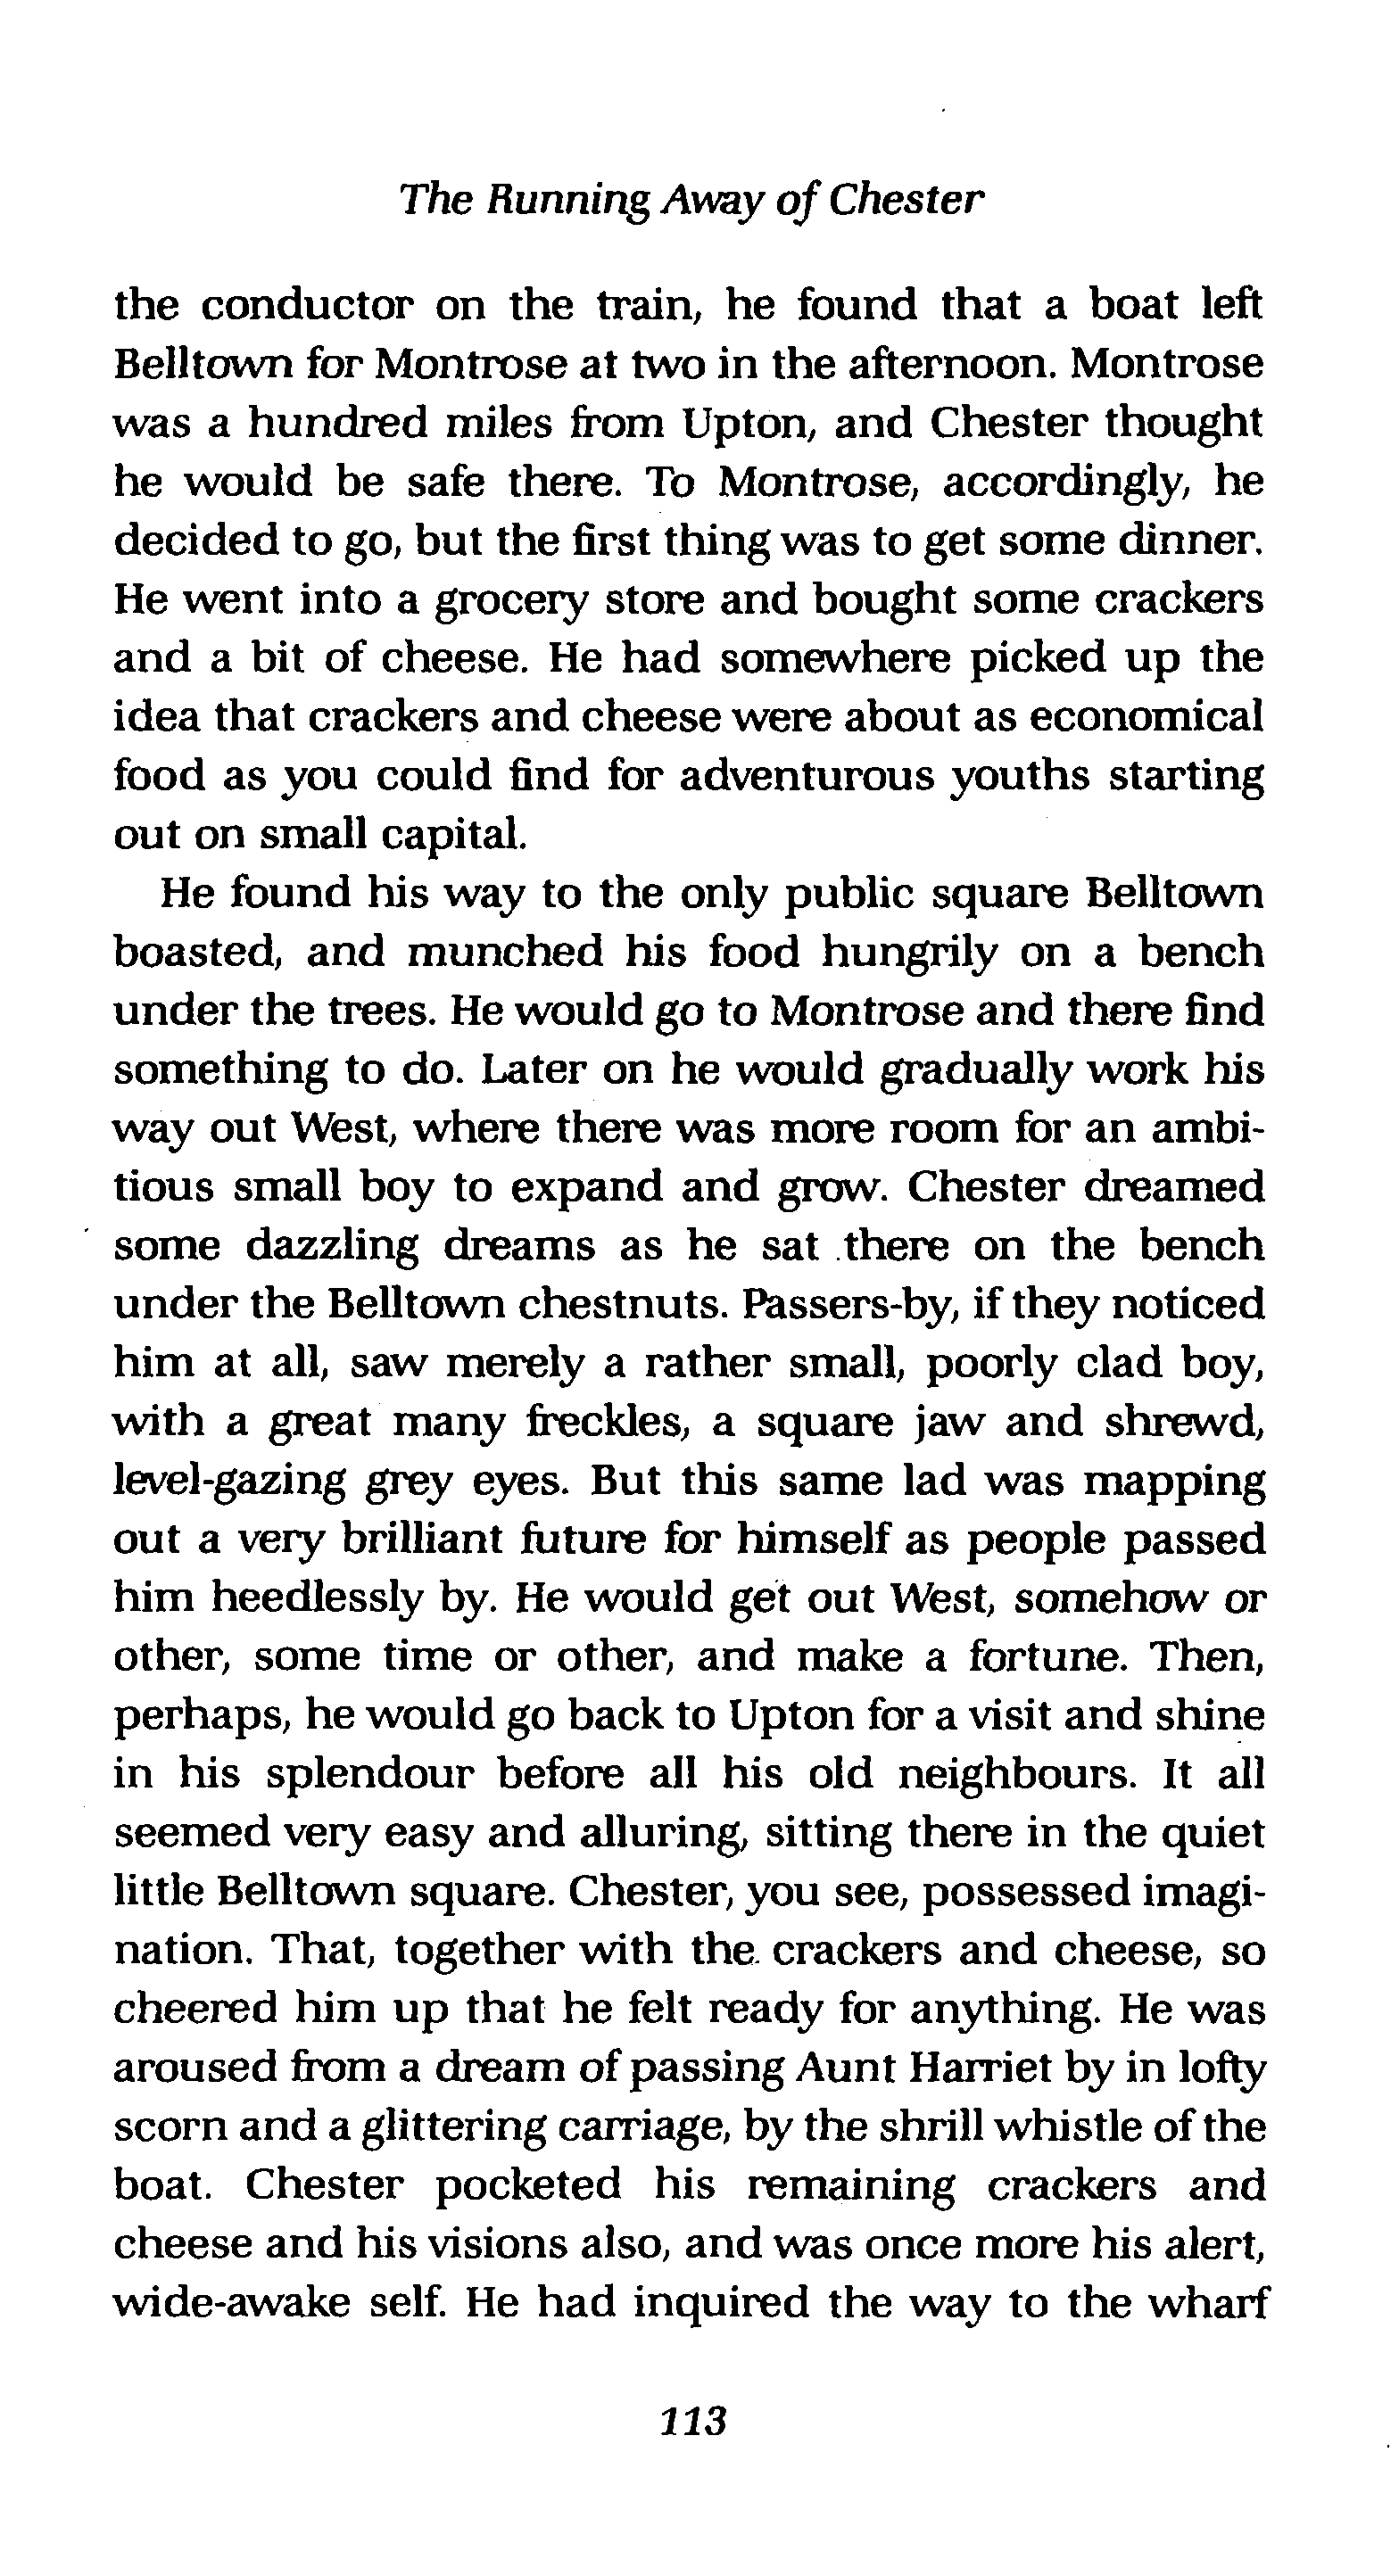 The Running Away of Chester
the conductor on the train, he found that a boat left
Belltown for Montrose at two in the afternoon. Montrose
was a hundred miles from Upton, and Chester thought
he would be safe there. To Montrose, accordingly, he
decided to go, but the first thing was to get some dinner.
He went into a grocery store and bought some crackers
and a bit of cheese. He had somewhere picked up the
idea that crackers and cheese were about as economical
food as you could find for adventurous youths starting
out on small capital.
He found his way to the only public square Belltown
boasted, and munched his food hungrily on a bench
under the trees. He would go to Montrose and there find
something to do. Later on he would gradually work his
way out West, where there was more room for an ambi-
tious small boy to expand and grow. Chester dreamed
some dazzling dreams as he sat there on the bench
under the Belltown chestnuts. Passers-by, if they noticed
him at all, saw merely a rather small, poorly clad boy,
with a great many freckles, a square jaw and shrewd,
level-gazing grey eyes. But this same lad was mapping
out a very brilliant future for himself as people passed
him heedlessly by. He would get out West, somehow or
other, some time or other, and make a fortune. Then,
perhaps, he would go back to Upton for a visit and shine
in his splendour before all his old neighbours. It all
seemed very easy and alluring, sitting there in the quiet
little Belltown square. Chester, you see, possessed imagi-
nation. That, together with the crackers and cheese, so
cheered him up that he felt ready for anything. He was
aroused from a dream of passing Aunt Harriet by in lofty
scorn and a glittering carriage, by the shrill whistle of the
boat. Chester pocketed his remaining crackers and
cheese and his visions also, and was once more his alert,
wide-awake self. He had inquired the way to the wharf
113